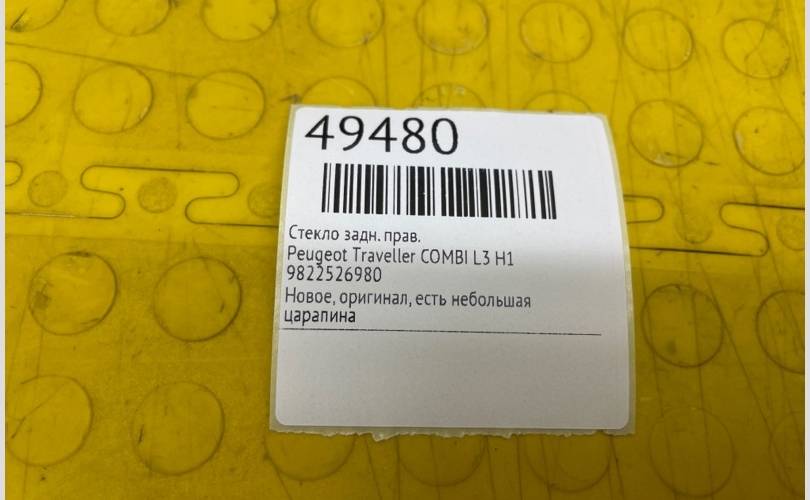 49480
Стекло задн. прав.
Peugeot Traveller COMBI L3 H1
9822526980
Новое, оригинал, есть небольшая
царапина